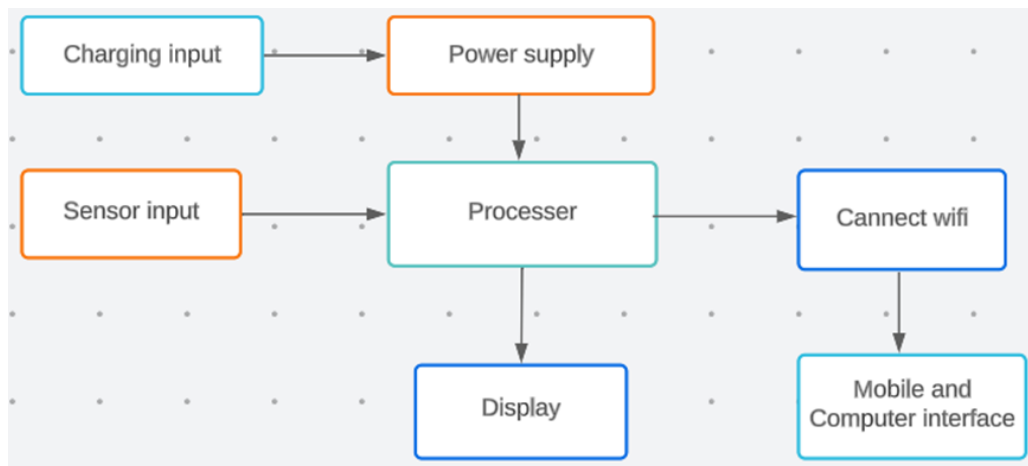 Charging input
Power supply
Sensor input
Processer
Cannect wifi
Display
Mobile and
Computer interface